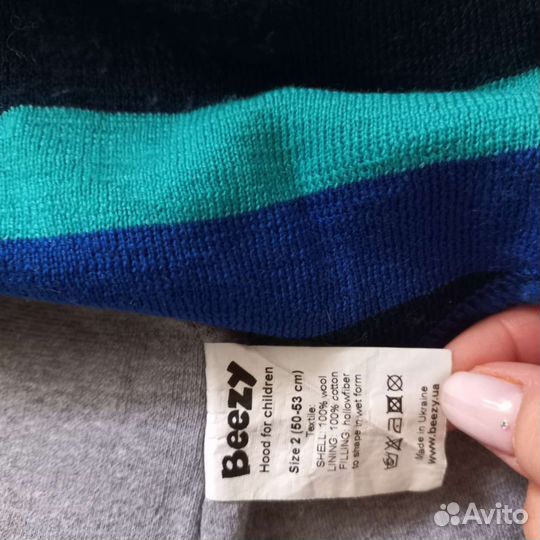 Beezy
Hood for children
Size 2 (50-53 cm)
Textile:
SHELL: 100% wool
LINING: 100% cotton
FILLING: hollowfiber
to shape in wet form
Made in Ukraine
www.beezy.ua
Avito